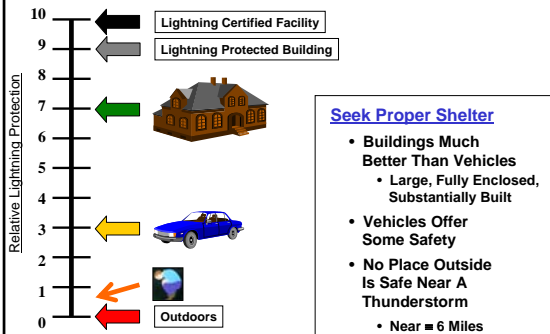 10
Lightning Certified Facility
9
Lightning Protected Building
8
7
6
5
4
3
2
1
0
Outdoors
Relative Lightning Protection
Seek Proper Shelter
• Buildings Much
Better Than Vehicles
• Large, Fully Enclosed,
Substantially Built
• Vehicles Offer
Some Safety
• No Place Outside
Is Safe Near A
Thunderstorm
• Near = 6 Miles